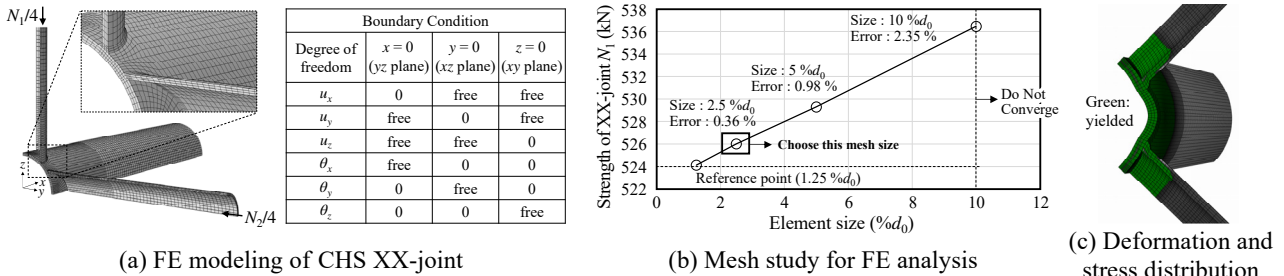 N₁/4
z
x
y
N₂/4
Boundary Condition
Degree of freedom | x = 0 (yz plane) | y = 0 (xz plane) | z = 0 (xy plane)
uₓ | 0 | free | free
u_y | free | 0 | free
u_z | free | free | 0
θₓ | free | 0 | 0
θ_y | 0 | free | 0
θ_z | 0 | 0 | free
(a) FE modeling of CHS XX-joint
Strength of XX-joint N₁ (kN)
538
536
534
532
530
528
526
524
522
Size : 10 %d₀
Error : 2.35 %
Size : 5 %d₀
Error : 0.98 %
Size : 2.5 %d₀
Error : 0.36 %
Do Not
Converge
Choose this mesh size
Reference point (1.25 %d₀)
0 2 4 6 8 10 12
Element size (%d₀)
(b) Mesh study for FE analysis
Green:
yielded
(c) Deformation and
stress distribution